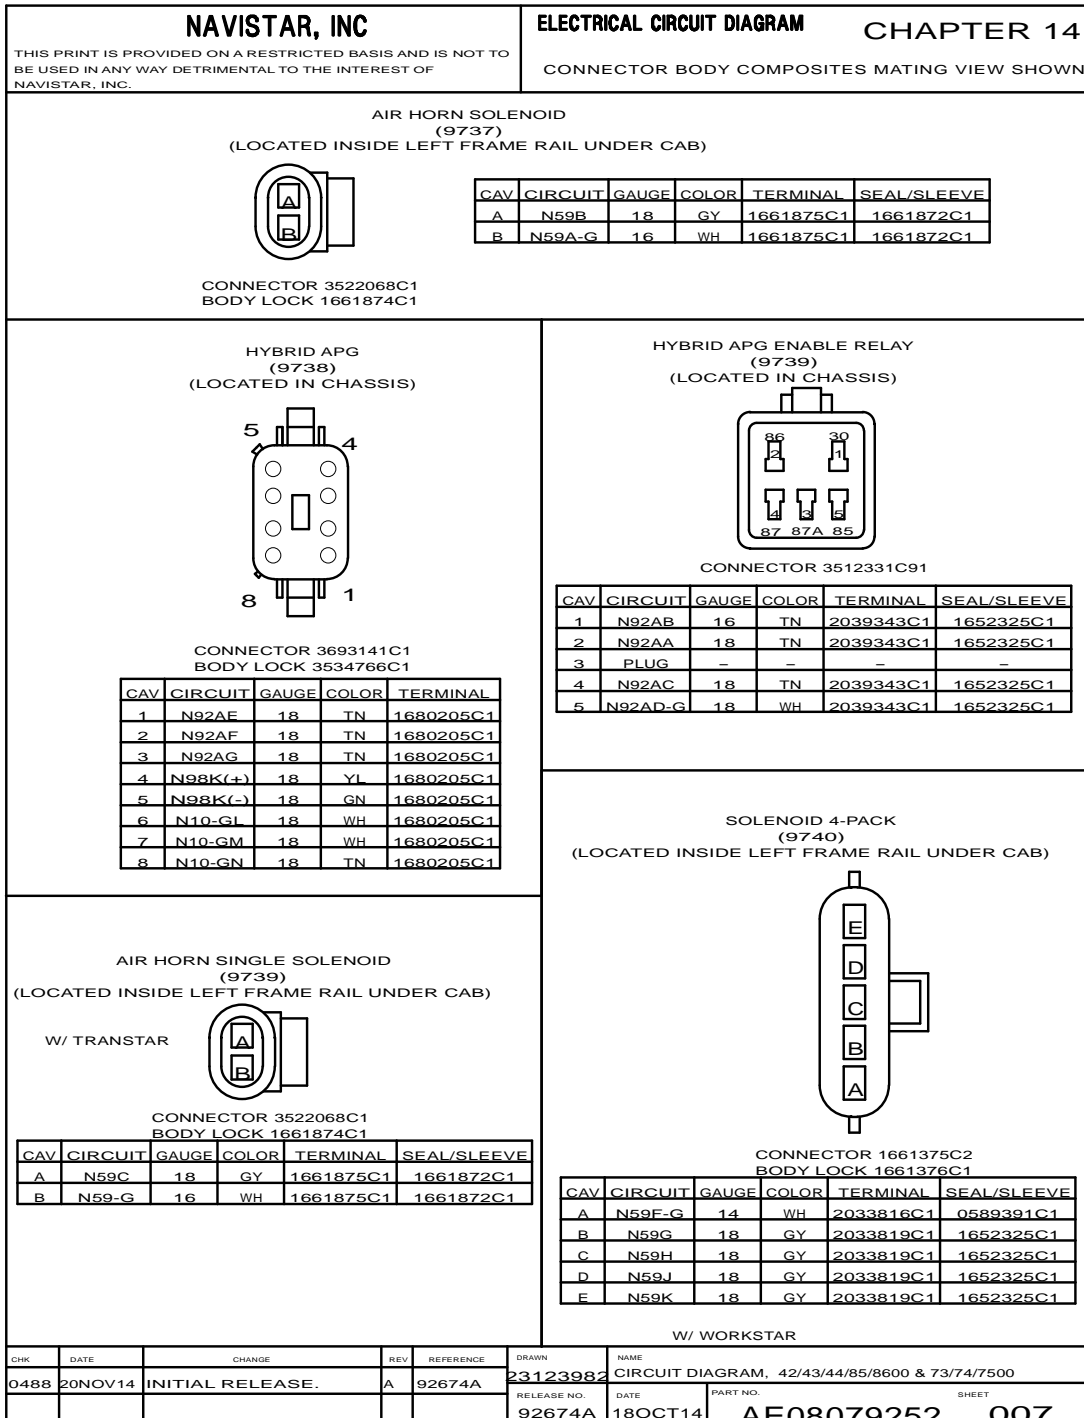 NAVISTAR, INC
THIS PRINT IS PROVIDED ON A RESTRICTED BASIS AND IS NOT TO
BE USED IN ANY WAY DETRIMENTAL TO THE INTEREST OF
NAVISTAR, INC.
ELECTRICAL CIRCUIT DIAGRAM CHAPTER 14
CONNECTOR BODY COMPOSITES MATING VIEW SHOWN
AIR HORN SOLENOID
(9737)
(LOCATED INSIDE LEFT FRAME RAIL UNDER CAB)
A
B
CONNECTOR 3522068C1
BODY LOCK 1661874C1
CAV CIRCUIT GAUGE COLOR TERMINAL SEAL/SLEEVE
A N59B 18 GY 1661875C1 1661872C1
B N59A-G 16 WH 1661875C1 1661872C1
HYBRID APG
(9738)
(LOCATED IN CHASSIS)
5 4
8 1
CONNECTOR 3693141C1
BODY LOCK 3534766C1
CAV CIRCUIT GAUGE COLOR TERMINAL
1 N92AE 18 TN 1680205C1
2 N92AF 18 TN 1680205C1
3 N92AG 18 TN 1680205C1
4 N98K(+) 18 YL 1680205C1
5 N98K(-) 18 GN 1680205C1
6 N10-GL 18 WH 1680205C1
7 N10-GM 18 WH 1680205C1
8 N10-GN 18 TN 1680205C1
HYBRID APG ENABLE RELAY
(9739)
(LOCATED IN CHASSIS)
86 30
2 1
4 3 5
87 87A 85
CONNECTOR 3512331C91
CAV CIRCUIT GAUGE COLOR TERMINAL SEAL/SLEEVE
1 N92AB 16 TN 2039343C1 1652325C1
2 N92AA 18 TN 2039343C1 1652325C1
3 PLUG – – – –
4 N92AC 18 TN 2039343C1 1652325C1
5 N92AD-G 18 WH 2039343C1 1652325C1
AIR HORN SINGLE SOLENOID
(9739)
(LOCATED INSIDE LEFT FRAME RAIL UNDER CAB)
W/ TRANSTAR
A
B
CONNECTOR 3522068C1
BODY LOCK 1661874C1
CAV CIRCUIT GAUGE COLOR TERMINAL SEAL/SLEEVE
A N59C 18 GY 1661875C1 1661872C1
B N59-G 16 WH 1661875C1 1661872C1
SOLENOID 4-PACK
(9740)
(LOCATED INSIDE LEFT FRAME RAIL UNDER CAB)
E
D
C
B
A
CONNECTOR 1661375C2
BODY LOCK 1661376C1
CAV CIRCUIT GAUGE COLOR TERMINAL SEAL/SLEEVE
A N59F-G 14 WH 2033816C1 0589391C1
B N59G 18 GY 2033819C1 1652325C1
C N59H 18 GY 2033819C1 1652325C1
D N59J 18 GY 2033819C1 1652325C1
E N59K 18 GY 2033819C1 1652325C1
W/ WORKSTAR
CHK DATE CHANGE REV REFERENCE
0488 20NOV14 INITIAL RELEASE. A 92674A
DRAWN NAME
23123982 CIRCUIT DIAGRAM, 42/43/44/85/8600 & 73/74/7500
RELEASE NO. DATE PART NO. SHEET
92674A 18OCT14 AE08079252 007